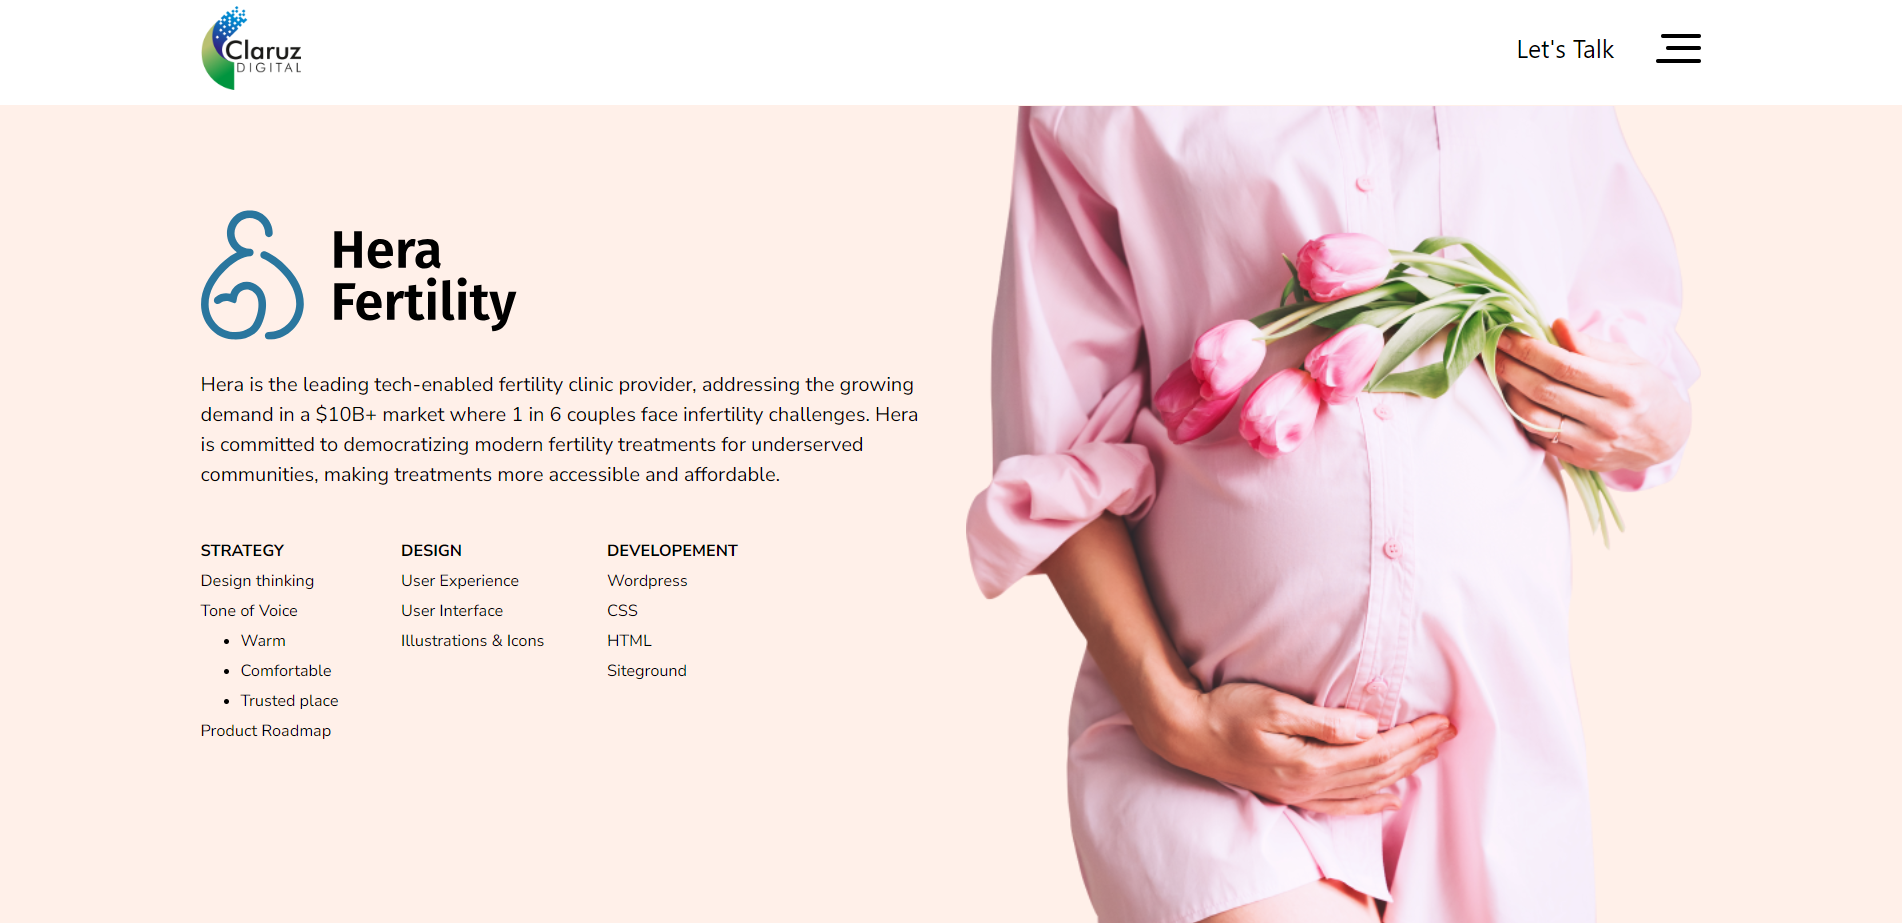 Claruz
DIGITAL
Let's Talk
Hera
Fertility
Hera is the leading tech-enabled fertility clinic provider, addressing the growing
demand in a $10B+ market where 1 in 6 couples face infertility challenges. Hera
is committed to democratizing modern fertility treatments for underserved
communities, making treatments more accessible and affordable.
STRATEGY
Design thinking
Tone of Voice
• Warm
• Comfortable
• Trusted place
Product Roadmap
DESIGN
User Experience
User Interface
Illustrations & Icons
DEVELOPEMENT
Wordpress
CSS
HTML
Siteground